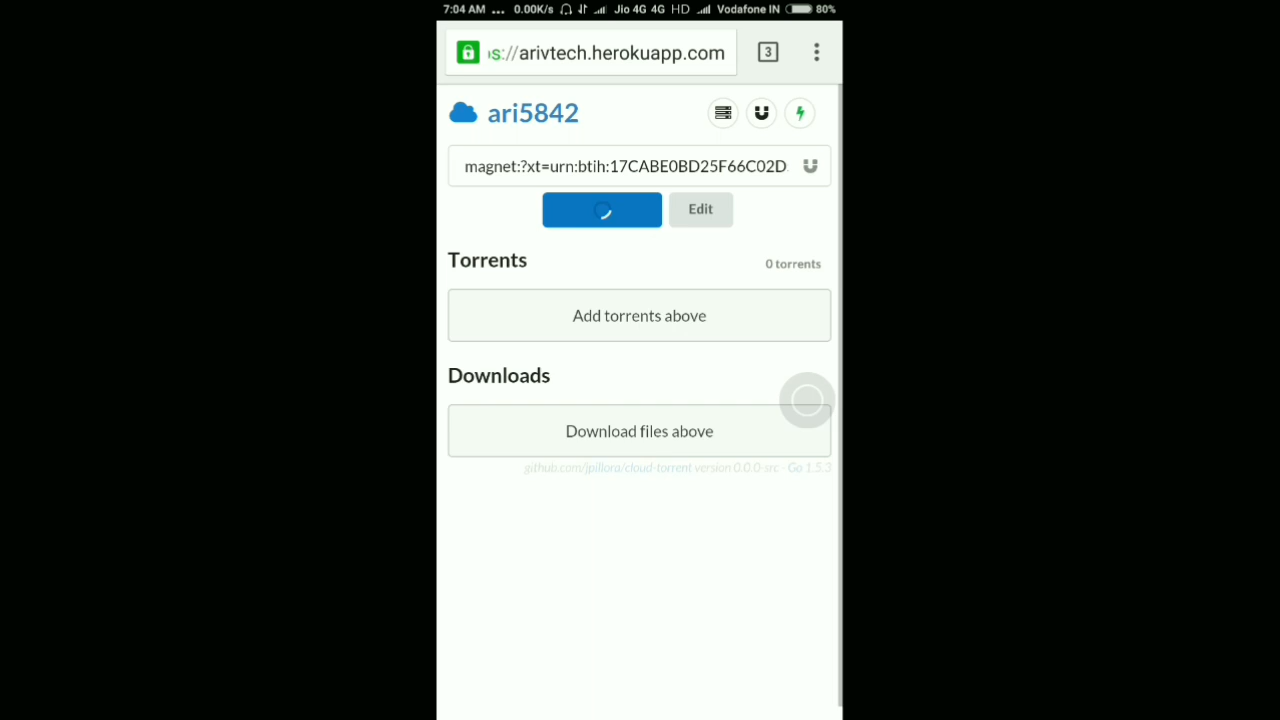 7:04 AM ... 0.00K/s Jio 4G 4G HD Vodafone IN 80%
s://arivtech.herokuapp.com 3
ari5842
magnet:?xt=urn:btih:17CABE0BD25F66C02D
Edit
Torrents 0 torrents
Add torrents above
Downloads
Download files above
github.com/jpillora/cloud-torrent version 0.0.0-src - Go 1.5.3